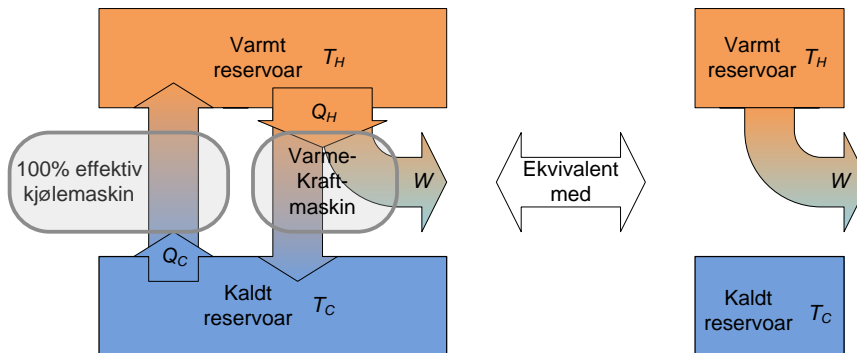 Varmt
reservoar T_H
Q_H
100% effektiv
kjølemaskin
Varme-
Kraft-
maskin
W
Q_C
Kaldt
reservoar T_C
Ekvivalent
med
Varmt
reservoar T_H
W
Kaldt
reservoar T_C